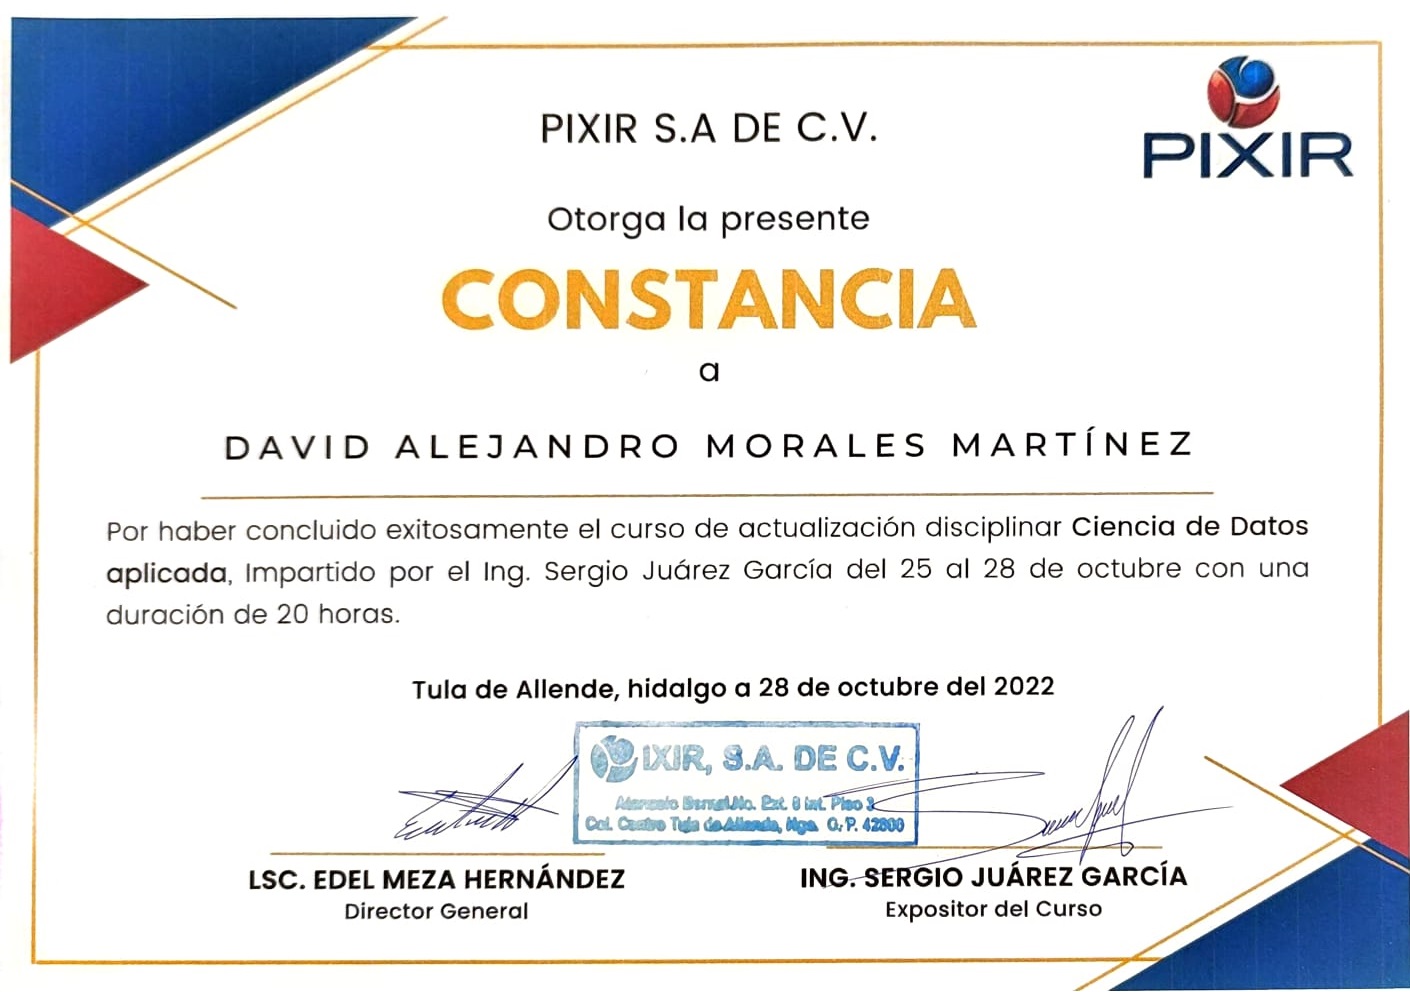 PIXIR S.A DE C.V.
PIXIR
Otorga la presente
CONSTANCIA
a
DAVID ALEJANDRO MORALES MARTÍNEZ
Por haber concluido exitosamente el curso de actualización disciplinar Ciencia de Datos
aplicada, Impartido por el Ing. Sergio Juárez García del 25 al 28 de octubre con una
duración de 20 horas.
Tula de Allende, hidalgo a 28 de octubre del 2022
IXIR, S.A. DE C.V.
No. Ext. 8 Int. Piso 3
Col. Centro Tula de Allende, Hgo. C.P. 42800
LSC. EDEL MEZA HERNÁNDEZ
Director General
ING. SERGIO JUÁREZ GARCÍA
Expositor del Curso